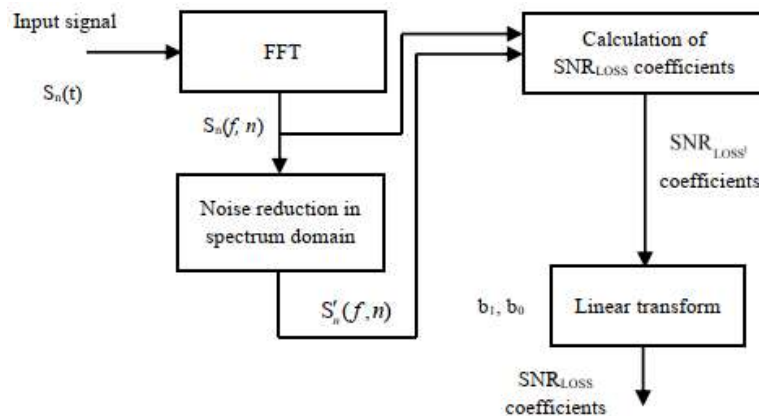 Input signal
FFT
Calculation of
SNRLOSS coefficients
Sn(t)
Sn(f, n)
SNRLOSS'
coefficients
Noise reduction in
spectrum domain
S'n(f,n)
b1, b0
Linear transform
SNRLOSS
coefficients